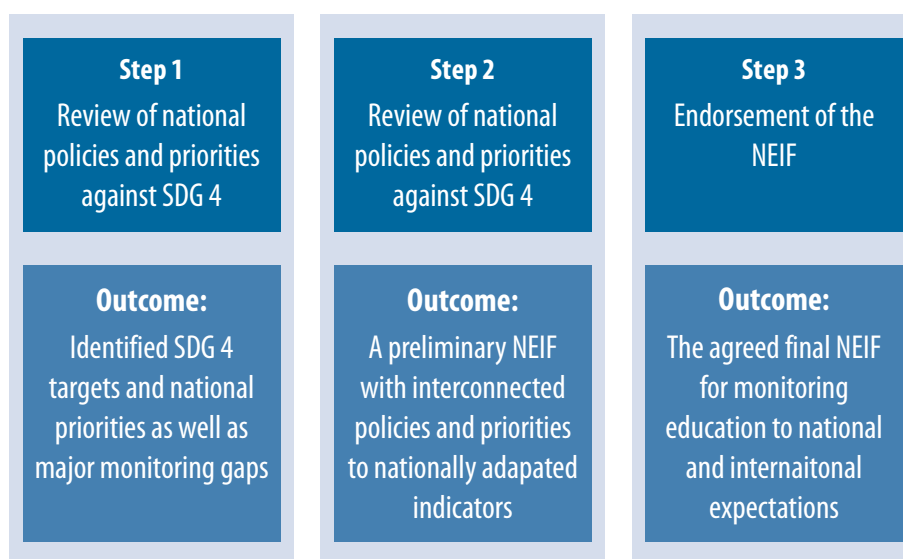 Step 1
Review of national
policies and priorities
against SDG 4
Outcome:
Identified SDG 4
targets and national
priorities as well as
major monitoring gaps
Step 2
Review of national
policies and priorities
against SDG 4
Outcome:
A preliminary NEIF
with interconnected
policies and priorities
to nationally adapated
indicators
Step 3
Endorsement of the
NEIF
Outcome:
The agreed final NEIF
for monitoring
education to national
and internaitonal
expectations